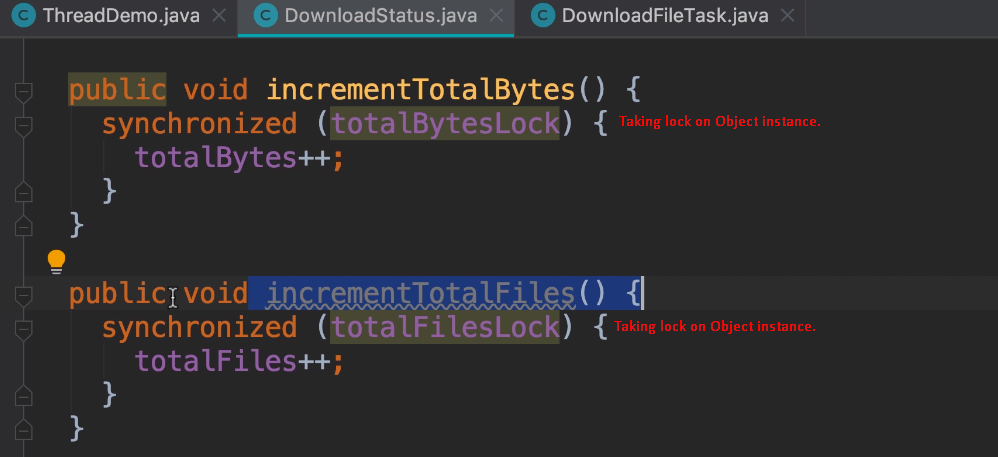 ThreadDemo.java × DownloadStatus.java × DownloadFileTask.java ×
public void incrementTotalBytes() {
synchronized (totalBytesLock) { Taking lock on Object instance.
totalBytes++;
}
}
public void incrementTotalFiles() {
synchronized (totalFilesLock) { Taking lock on Object instance.
totalFiles++;
}
}